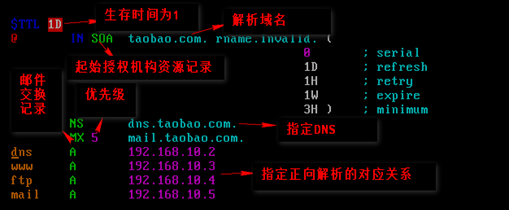 $TTL 1D
生存时间为1
解析域名
@ IN SOA taobao.com. rname.invalid. (
起始授权机构资源记录
0 ; serial
1D ; refresh
1H ; retry
1W ; expire
3H ) ; minimum
邮件
交换
记录
优先级
NS dns.taobao.com.
指定DNS
MX 5 mail.taobao.com.
dns A 192.168.10.2
www A 192.168.10.3
ftp A 192.168.10.4
mail A 192.168.10.5
指定正向解析的对应关系